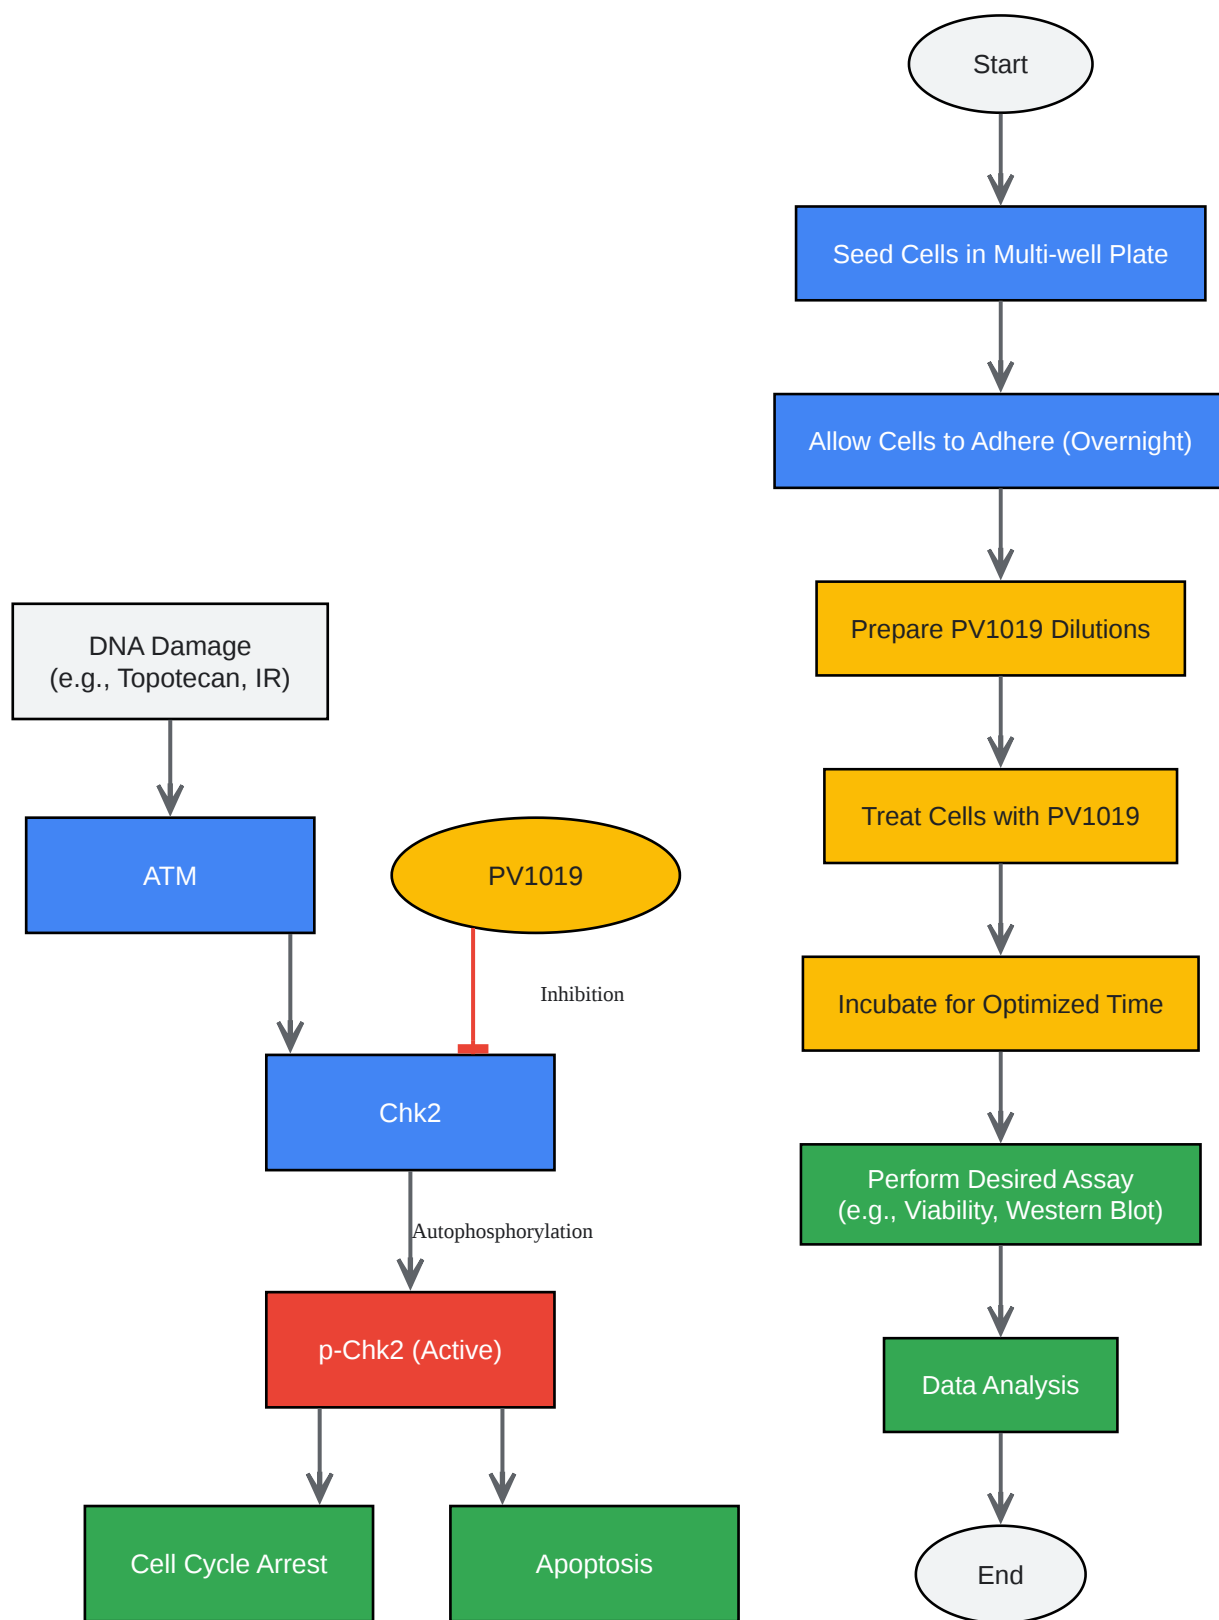 DNA Damage
(e.g., Topotecan, IR)
ATM
PV1019
Inhibition
Chk2
Autophosphorylation
p-Chk2 (Active)
Cell Cycle Arrest
Apoptosis
Start
Seed Cells in Multi-well Plate
Allow Cells to Adhere (Overnight)
Prepare PV1019 Dilutions
Treat Cells with PV1019
Incubate for Optimized Time
Perform Desired Assay
(e.g., Viability, Western Blot)
Data Analysis
End